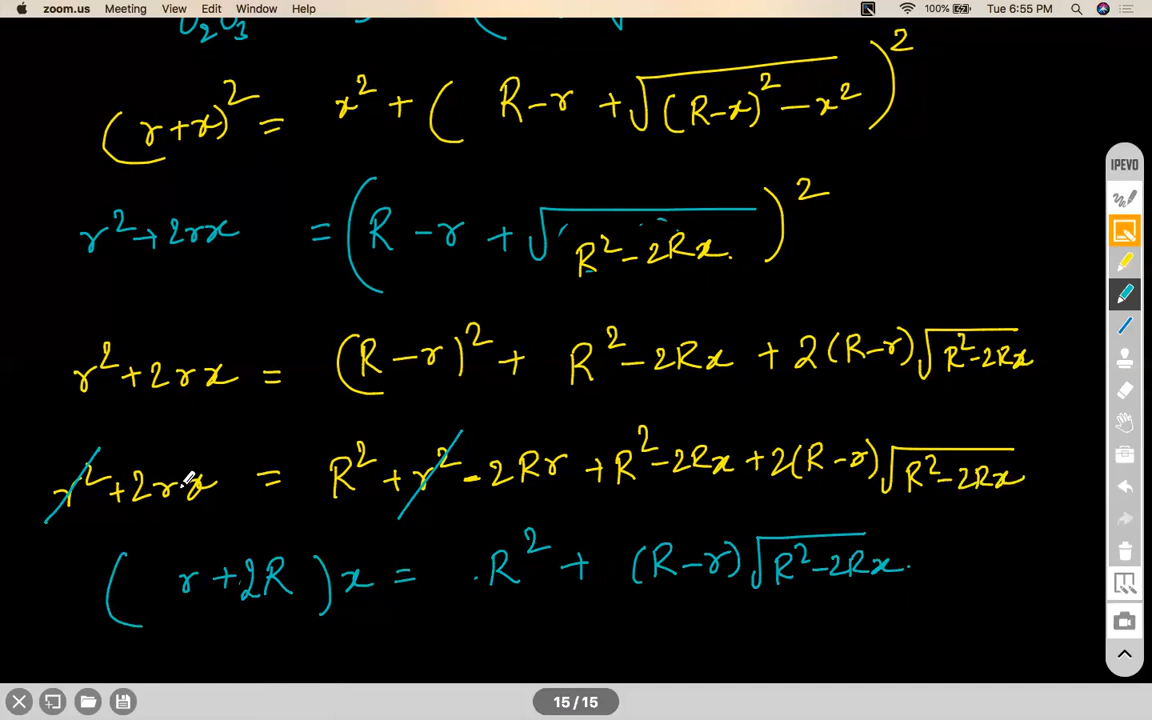 zoom.us Meeting View Edit Window Help 100% Tue 6:55 PM
O₂O₃
(r+x)² = x² + ( R-r + √((R-x)² - x²) )²
r² + 2rx = (R - r + √(R² - 2Rx))²
r² + 2rx = (R - r)² + R² - 2Rx + 2(R-r)√(R² - 2Rx)
r² + 2rx = R² + r² - 2Rr + R² - 2Rx + 2(R-r)√(R² - 2Rx)
( r + 2R )x = R² + (R-r)√(R² - 2Rx)
IPEVO
15/15